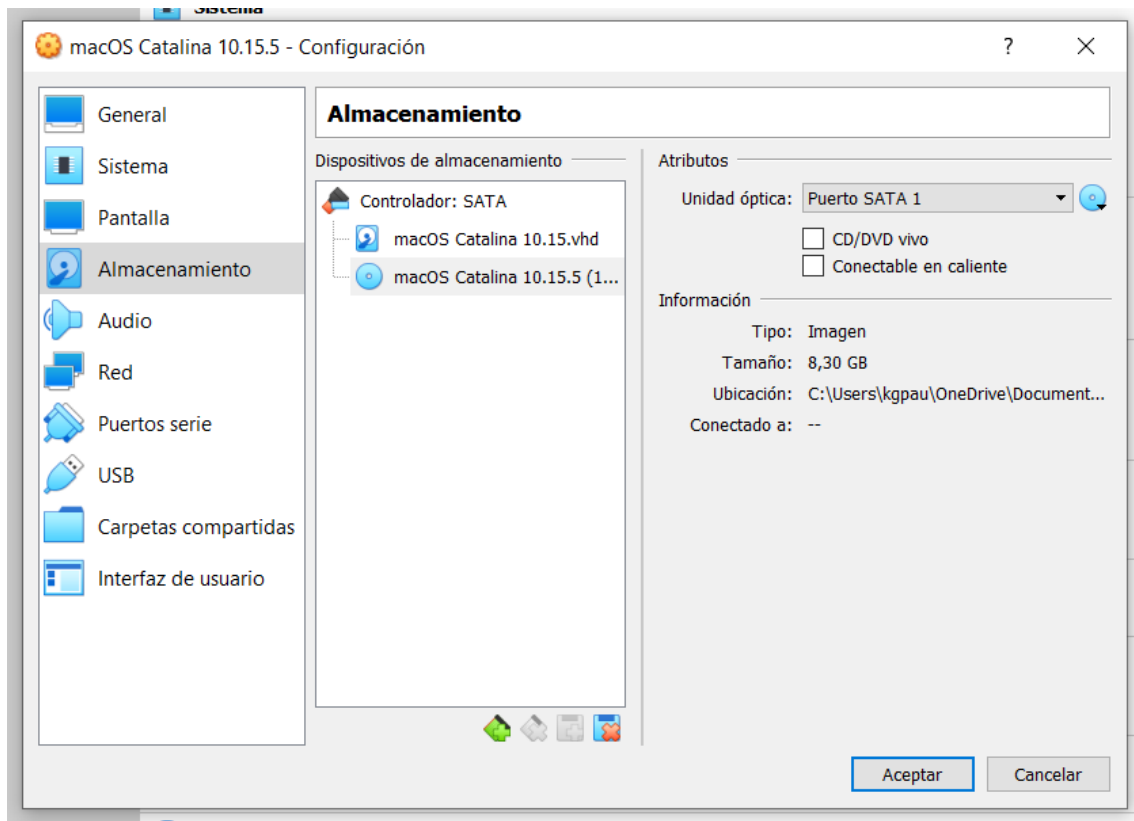 Sistema
macOS Catalina 10.15.5 - Configuración
?
General
Sistema
Pantalla
Almacenamiento
Audio
Red
Puertos serie
USB
Carpetas compartidas
Interfaz de usuario
Almacenamiento
Dispositivos de almacenamiento
Controlador: SATA
macOS Catalina 10.15.vhd
macOS Catalina 10.15.5 (1...
Atributos
Unidad óptica: Puerto SATA 1
CD/DVD vivo
Conectable en caliente
Información
Tipo: Imagen
Tamaño: 8,30 GB
Ubicación: C:\Users\kgpau\OneDrive\Document...
Conectado a: --
Aceptar Cancelar